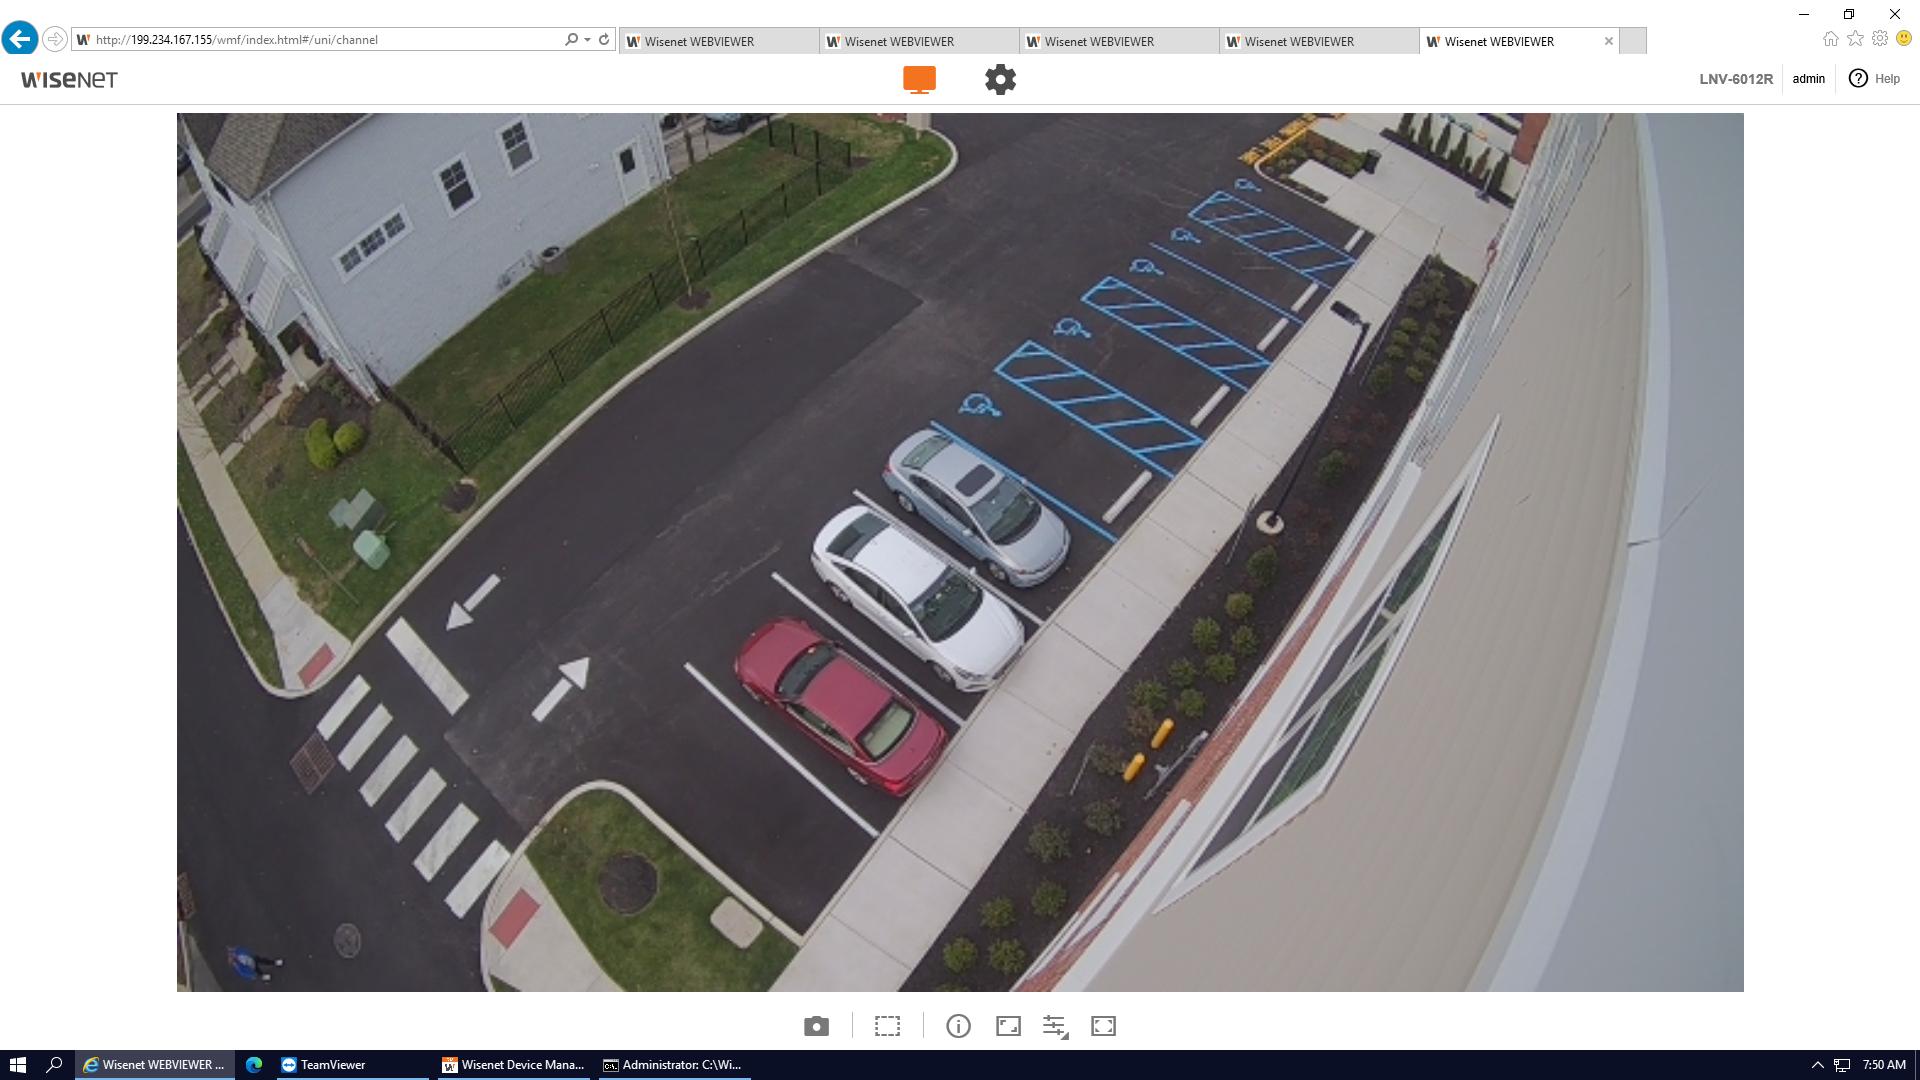 http://199.234.167.155/wmf/index.html#/uni/channel
Wisenet WEBVIEWER
Wisenet WEBVIEWER
Wisenet WEBVIEWER
Wisenet WEBVIEWER
Wisenet WEBVIEWER
WISENET
LNV-6012R
admin
Help
Wisenet WEBVIEWER ...
TeamViewer
Wisenet Device Mana...
Administrator: C:\Wi...
7:50 AM